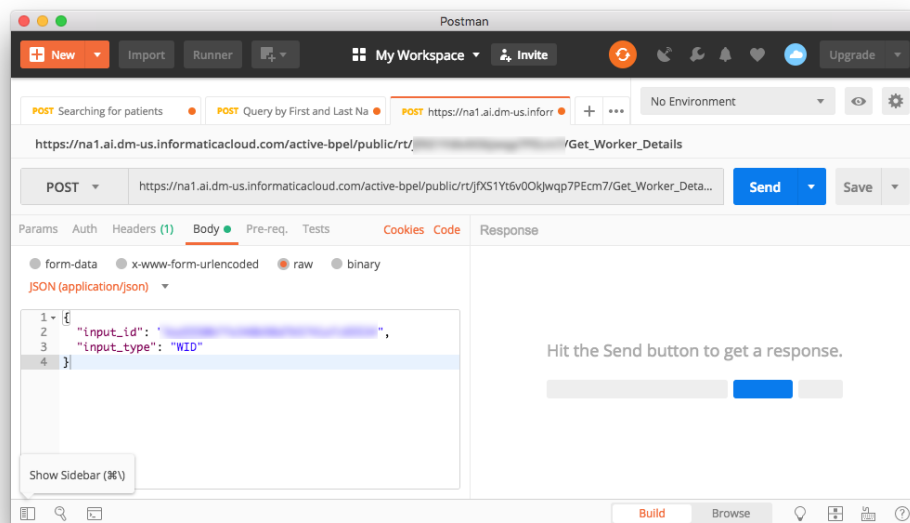 Postman
New Import Runner My Workspace Invite Upgrade
POST Searching for patients POST Query by First and Last Na POST https://na1.ai.dm-us.inforr No Environment
https://na1.ai.dm-us.informaticacloud.com/active-bpel/public/rt/ /Get_Worker_Details
POST https://na1.ai.dm-us.informaticacloud.com/active-bpel/public/rt/jfXS1Yt6v0OkJwqp7PEcm7/Get_Worker_Deta... Send Save
Params Auth Headers (1) Body Pre-req. Tests Cookies Code Response
form-data x-www-form-urlencoded raw binary
JSON (application/json)
1 {
2 "input_id": " ",
3 "input_type": "WID"
4 }
Hit the Send button to get a response.
Show Sidebar (⌘\)
Build Browse